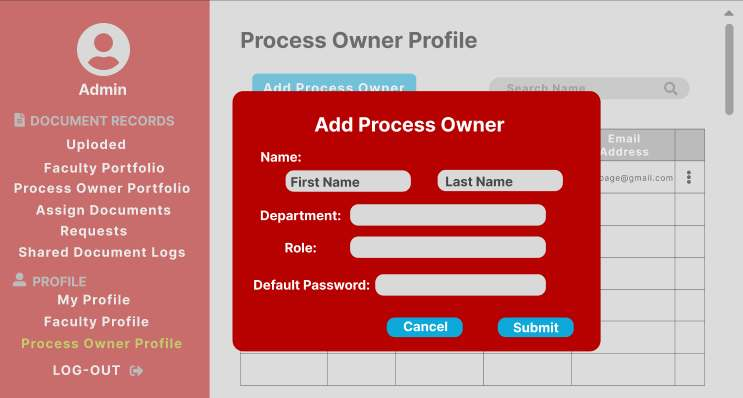 Admin
DOCUMENT RECORDS
Uploded
Faculty Portfolio
Process Owner Portfolio
Assign Documents
Requests
Shared Document Logs
PROFILE
My Profile
Faculty Profile
Process Owner Profile
LOG-OUT
Process Owner Profile
Add Process Owner
Search Name
Email
Address
page@gmail.com
Add Process Owner
Name:
First Name
Last Name
Department:
Role:
Default Password:
Cancel
Submit